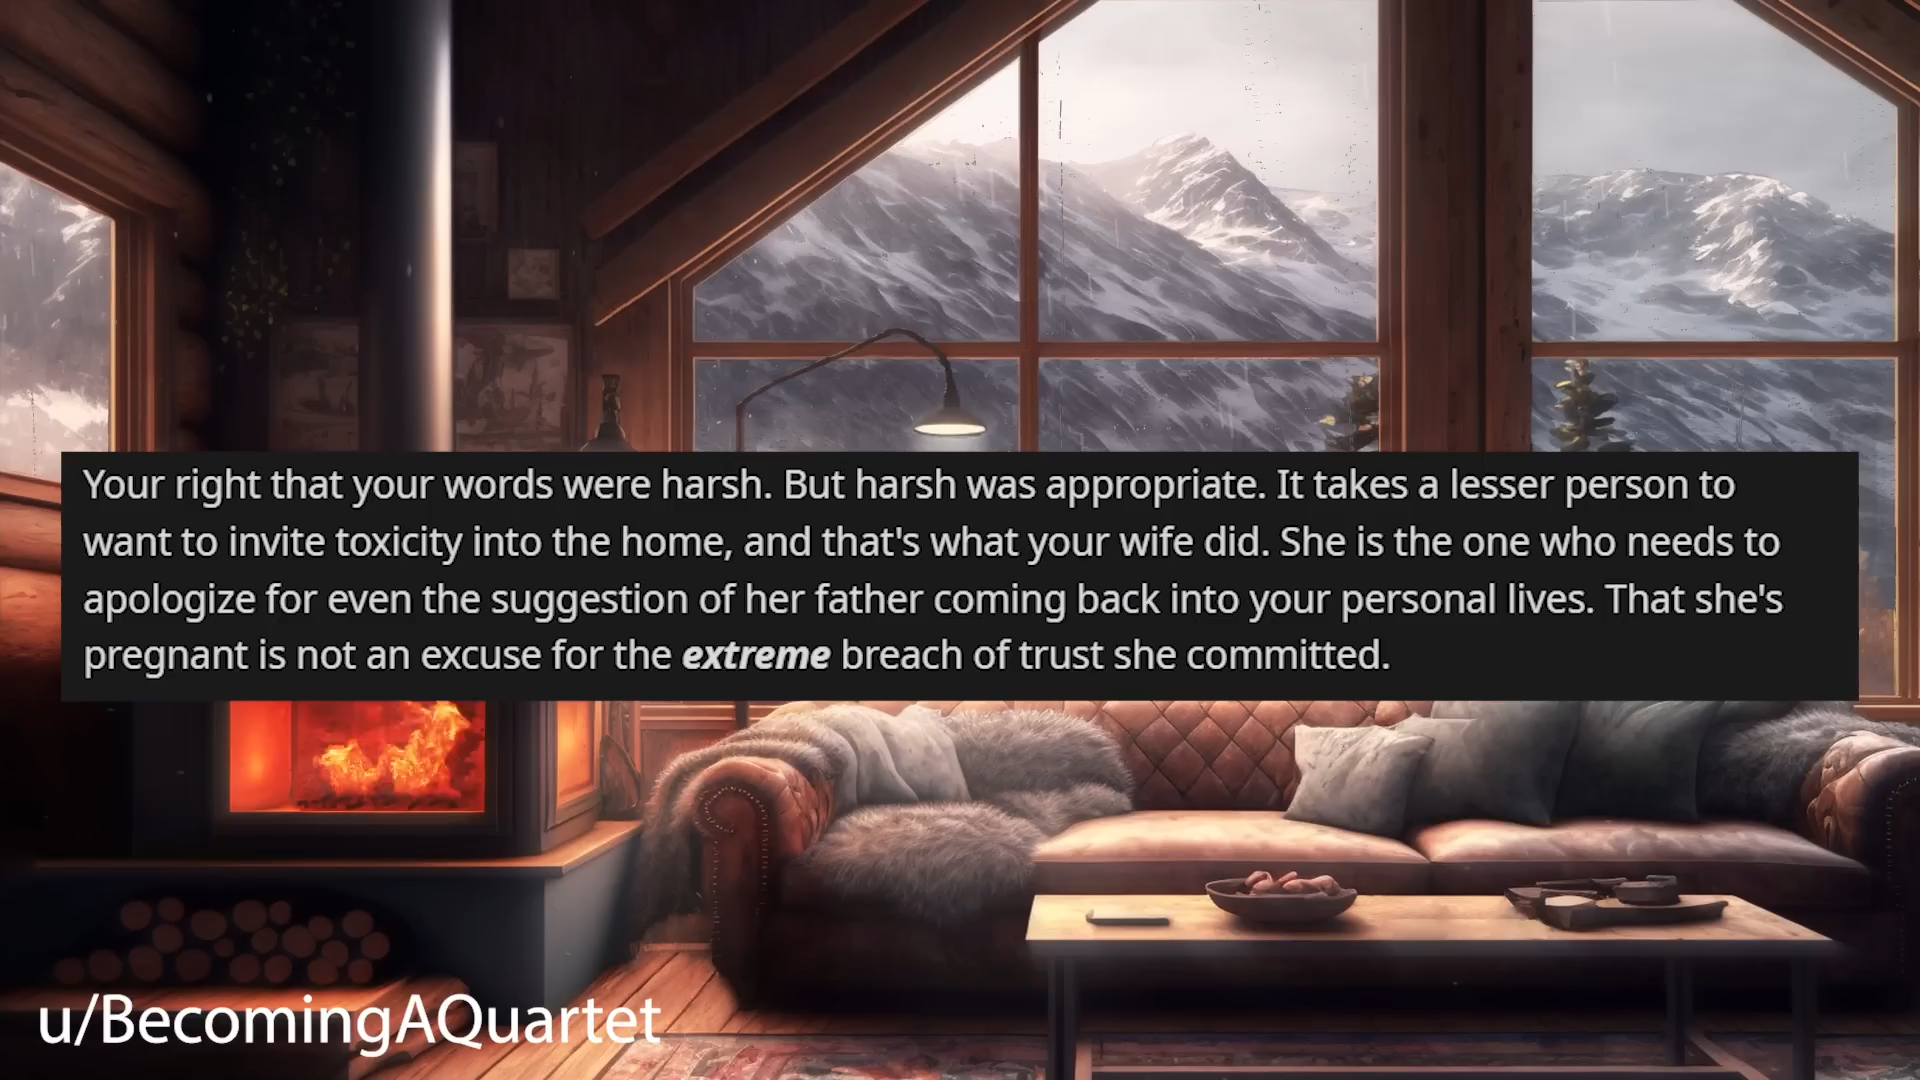 Your right that your words were harsh. But harsh was appropriate. It takes a lesser person to
want to invite toxicity into the home, and that's what your wife did. She is the one who needs to
apologize for even the suggestion of her father coming back into your personal lives. That she's
pregnant is not an excuse for the extreme breach of trust she committed.
u/BecomingAQuartet